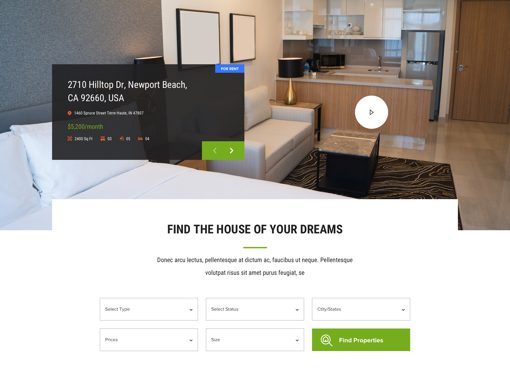 FOR RENT
2710 Hilltop Dr, Newport Beach,
CA 92660, USA
5460 Spruce Street Terre Haute, IN 47807
$5,200/month
2400 Sq Ft 03 05 04
FIND THE HOUSE OF YOUR DREAMS
Donec arcu lectus, pellentesque at dictum ac, faucibus ut neque. Pellentesque
volutpat risus sit amet purus feugiat, se
Select Type Select Status City/States
Prices Size Find Properties